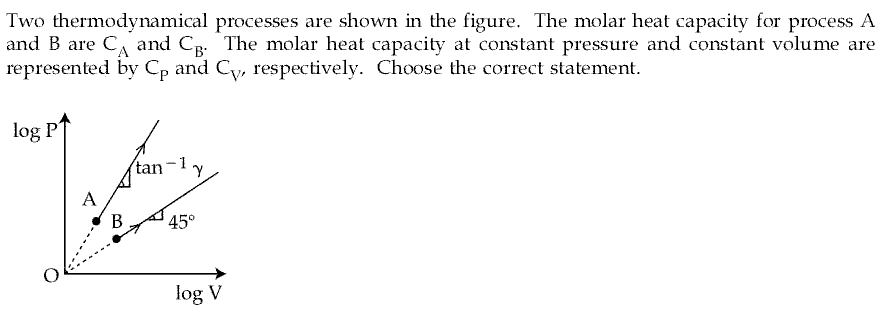 Two thermodynamical processes are shown in the figure. The molar heat capacity for process A
and B are C_A and C_B. The molar heat capacity at constant pressure and constant volume are
represented by C_P and C_V, respectively. Choose the correct statement.
log P
tan⁻¹ γ
A
B
45°
O
log V